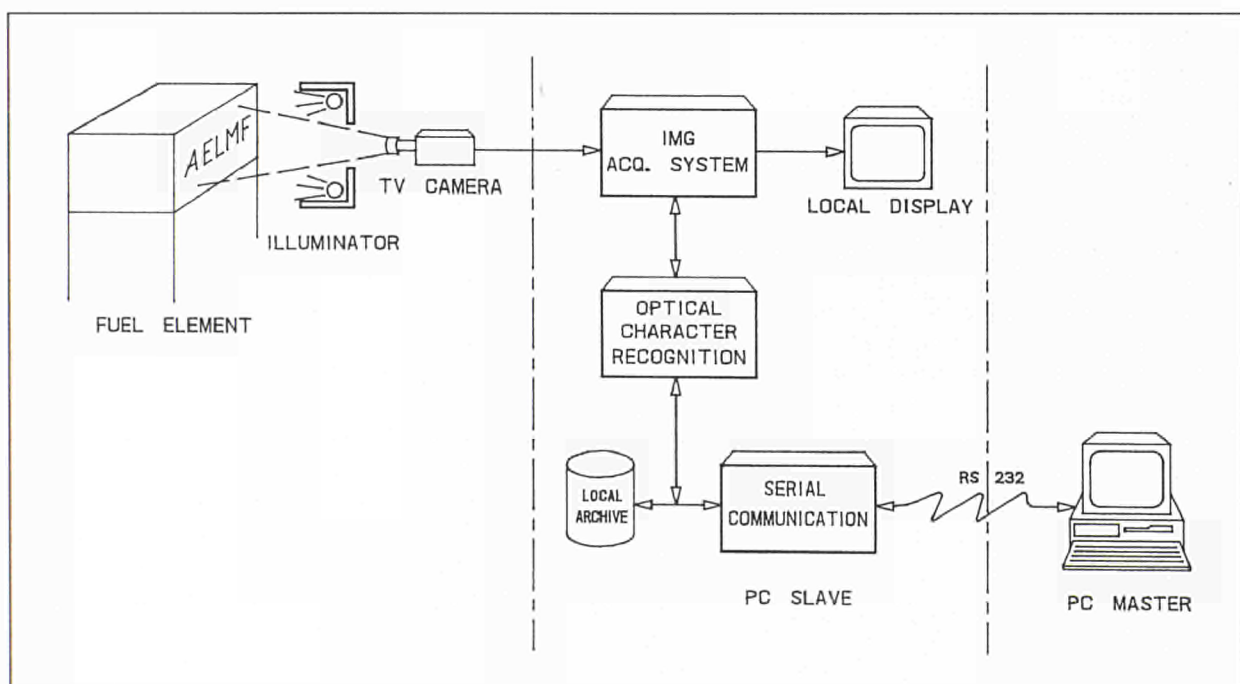 AELMF
TV CAMERA
ILLUMINATOR
FUEL ELEMENT
IMG
ACQ. SYSTEM
LOCAL DISPLAY
OPTICAL
CHARACTER
RECOGNITION
LOCAL
ARCHIVE
SERIAL
COMMUNICATION
RS 232
PC SLAVE
PC MASTER